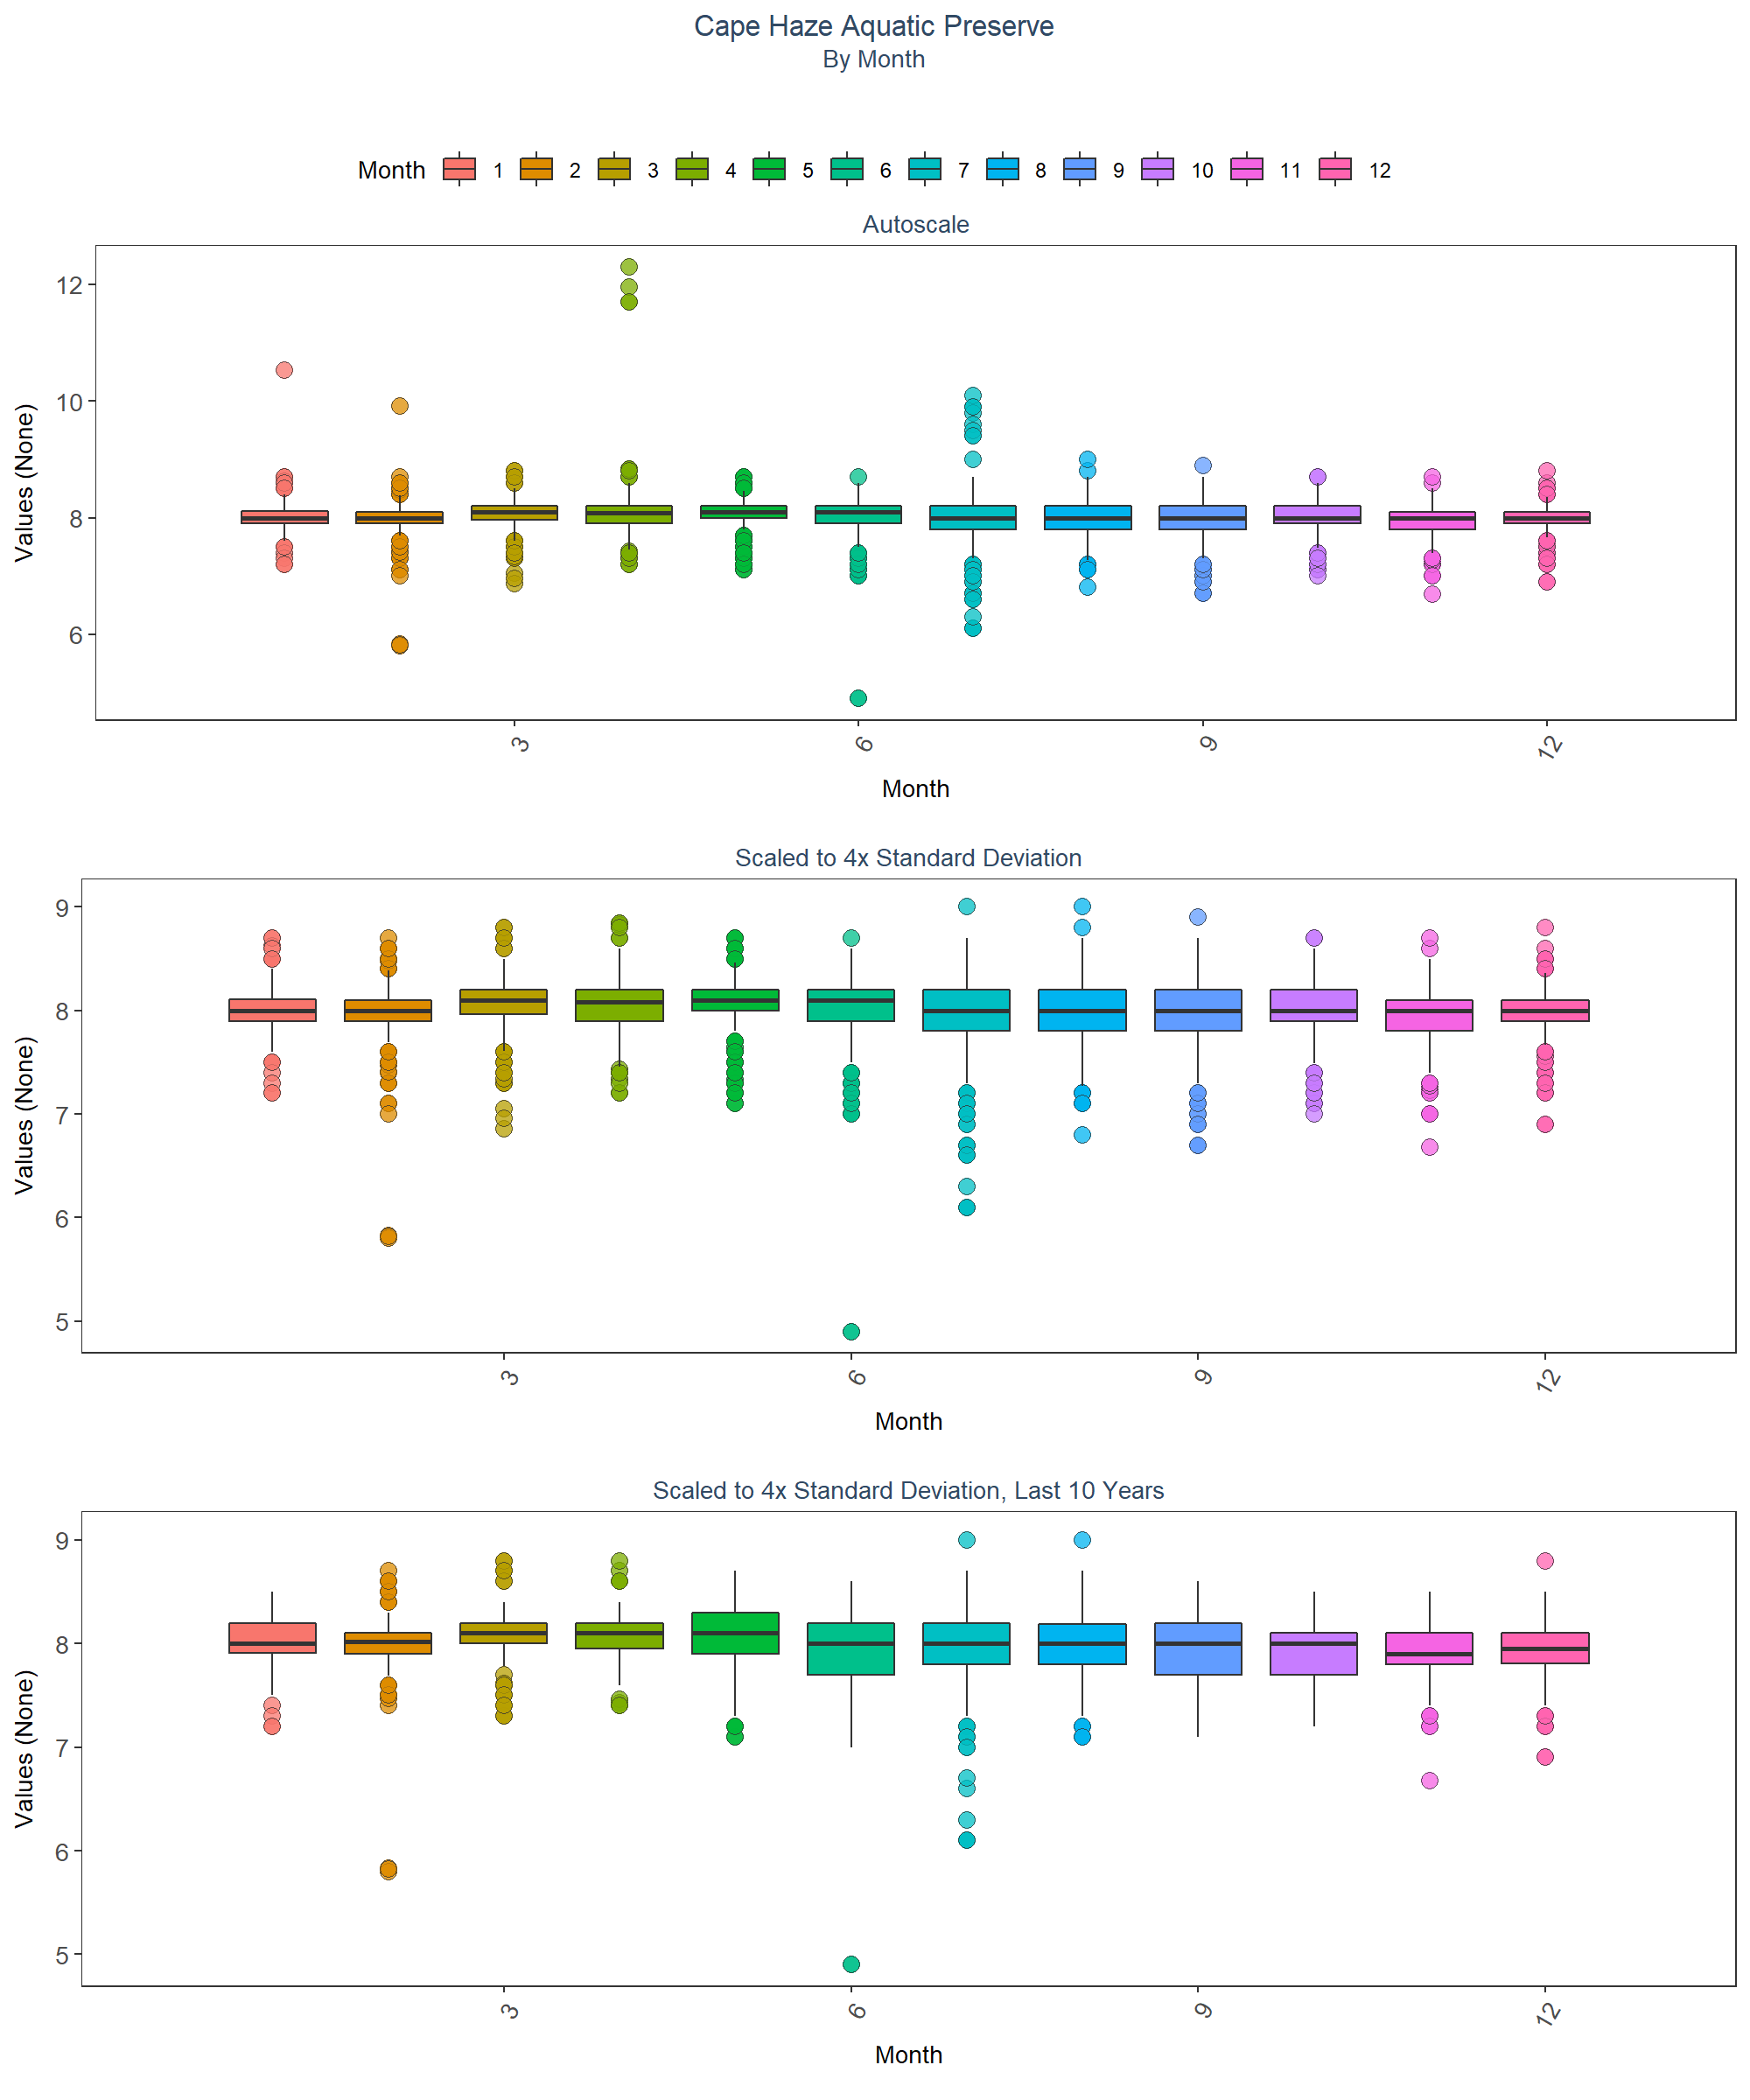 Cape Haze Aquatic Preserve
By Month
Month 1 2 3 4 5 6 7 8 9 10 11 12
Autoscale
Values (None)
12
10
8
6
3 6 9 12
Month
Scaled to 4x Standard Deviation
Values (None)
9
8
7
6
5
3 6 9 12
Month
Scaled to 4x Standard Deviation, Last 10 Years
Values (None)
9
8
7
6
5
3 6 9 12
Month